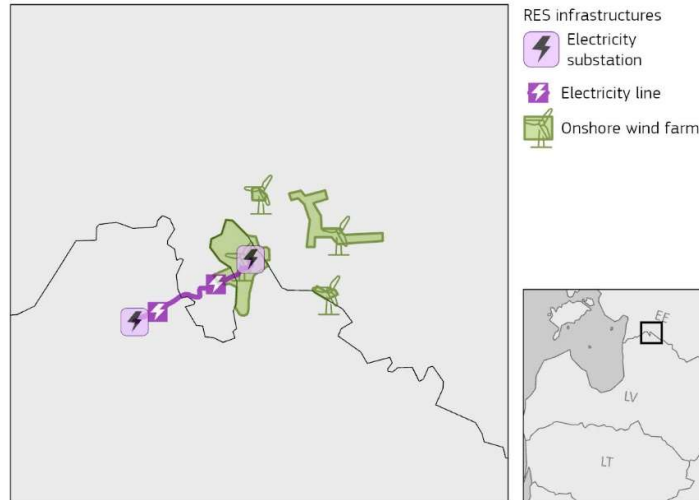 RES infrastructures
Electricity
substation
Electricity line
Onshore wind farm
EE
LV
LT